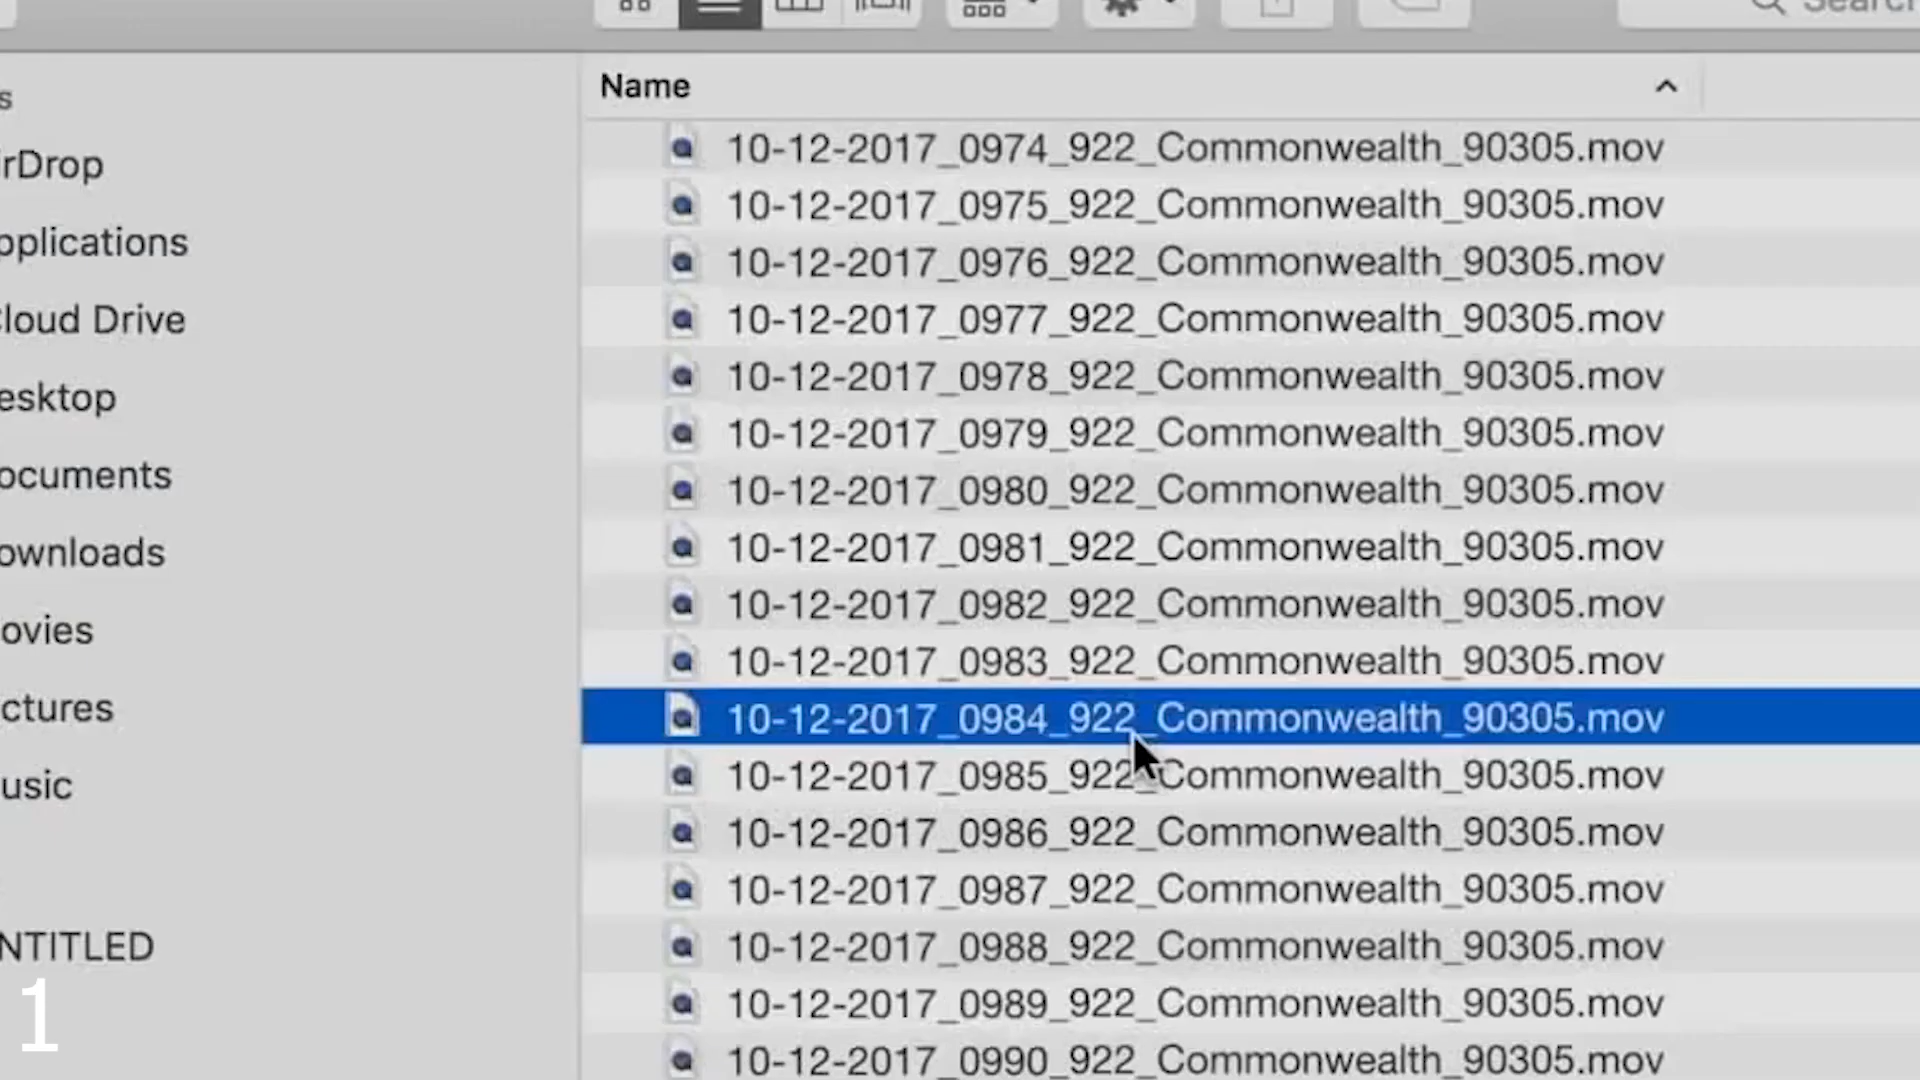 Search
Name
s
irDrop
pplications
Cloud Drive
esktop
ocuments
ownloads
ovies
ctures
usic
NTITLED
1
10-12-2017_0974_922_Commonwealth_90305.mov
10-12-2017_0975_922_Commonwealth_90305.mov
10-12-2017_0976_922_Commonwealth_90305.mov
10-12-2017_0977_922_Commonwealth_90305.mov
10-12-2017_0978_922_Commonwealth_90305.mov
10-12-2017_0979_922_Commonwealth_90305.mov
10-12-2017_0980_922_Commonwealth_90305.mov
10-12-2017_0981_922_Commonwealth_90305.mov
10-12-2017_0982_922_Commonwealth_90305.mov
10-12-2017_0983_922_Commonwealth_90305.mov
10-12-2017_0984_922_Commonwealth_90305.mov
10-12-2017_0985_922_Commonwealth_90305.mov
10-12-2017_0986_922_Commonwealth_90305.mov
10-12-2017_0987_922_Commonwealth_90305.mov
10-12-2017_0988_922_Commonwealth_90305.mov
10-12-2017_0989_922_Commonwealth_90305.mov
10-12-2017_0990_922_Commonwealth_90305.mov